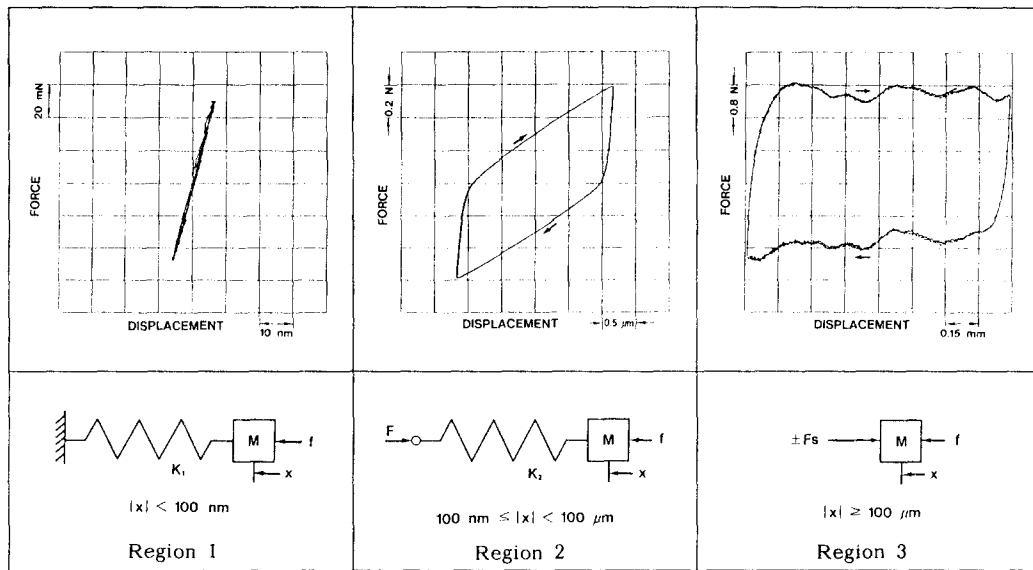 20 mN
FORCE
DISPLACEMENT
10 nm
0.2 N
FORCE
DISPLACEMENT
0.5 μm
0.8 N
FORCE
DISPLACEMENT
0.15 mm
M
f
x
K₁
|x| < 100 nm
Region 1
F
M
f
x
K₂
100 nm ≤ |x| < 100 μm
Region 2
± Fs
M
f
x
|x| ≥ 100 μm
Region 3